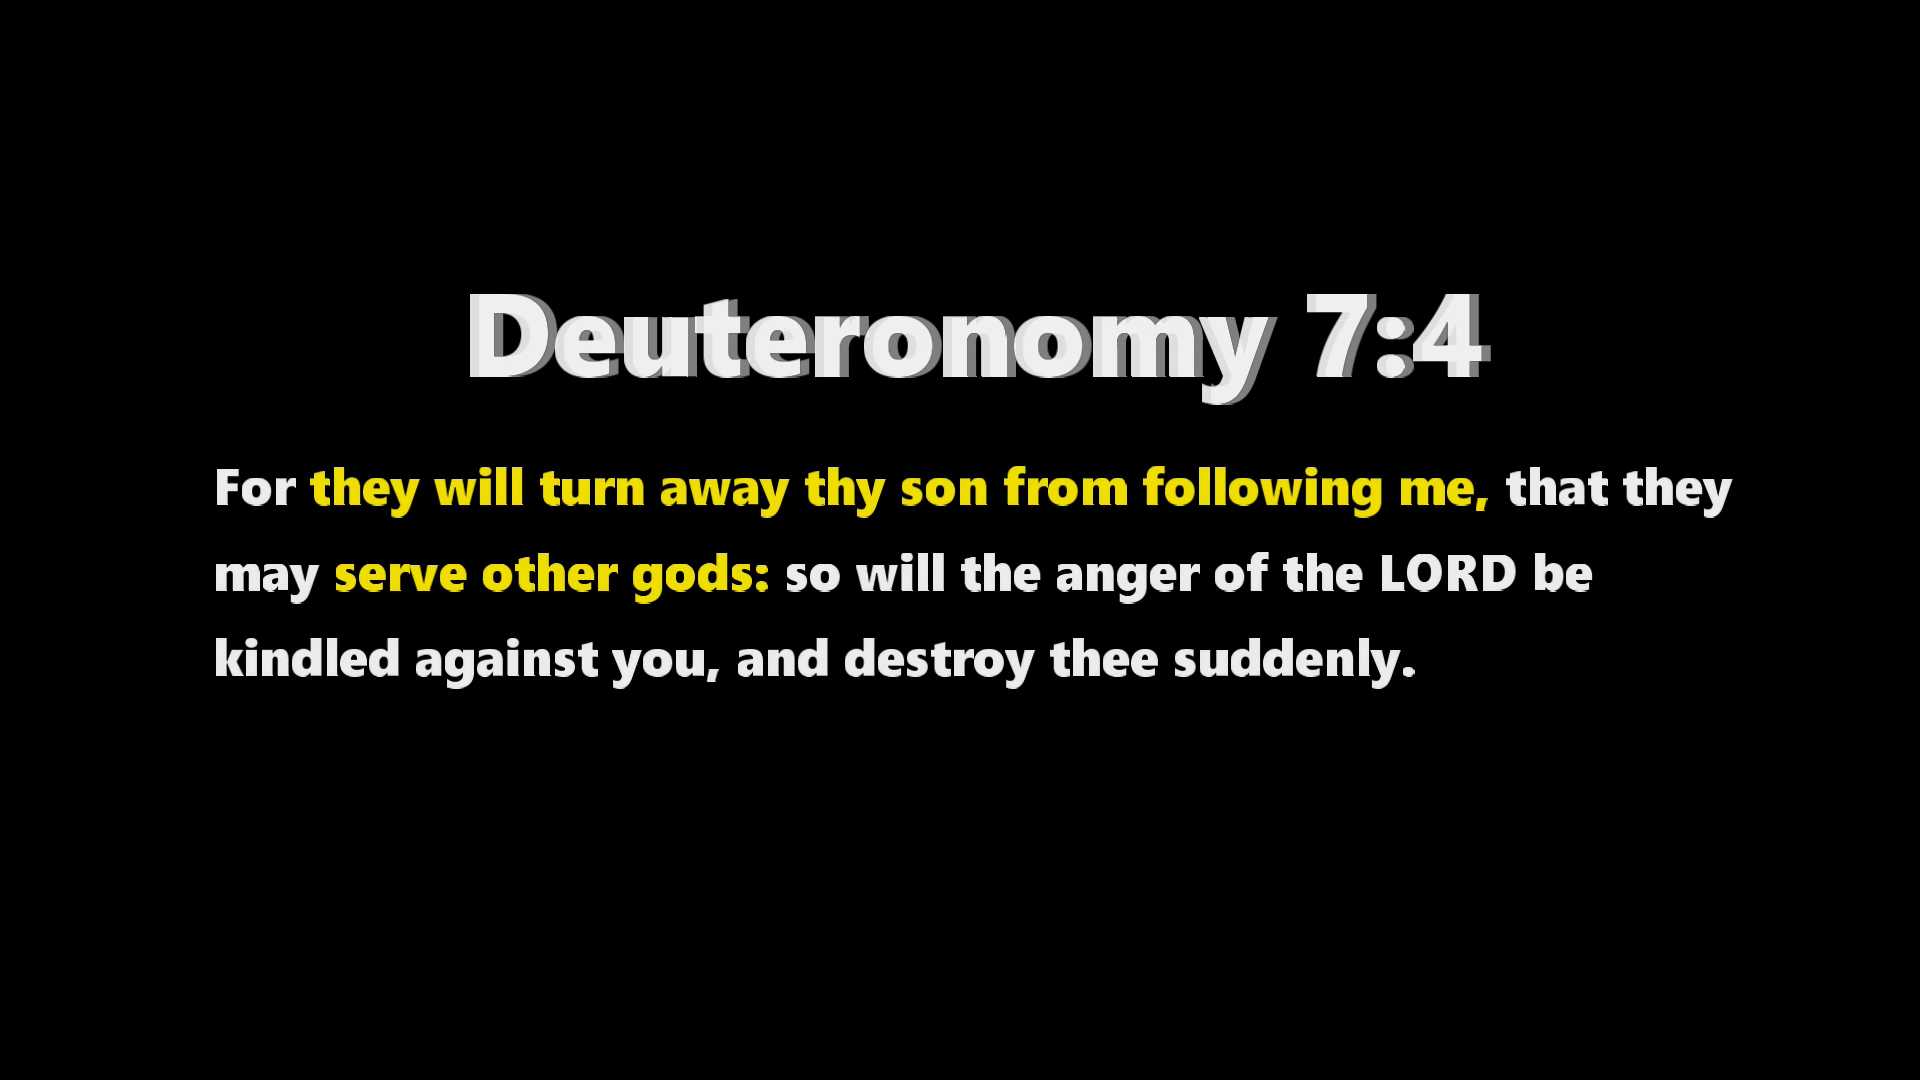 Deuteronomy 7:4
For they will turn away thy son from following me, that they
may serve other gods: so will the anger of the LORD be
kindled against you, and destroy thee suddenly.